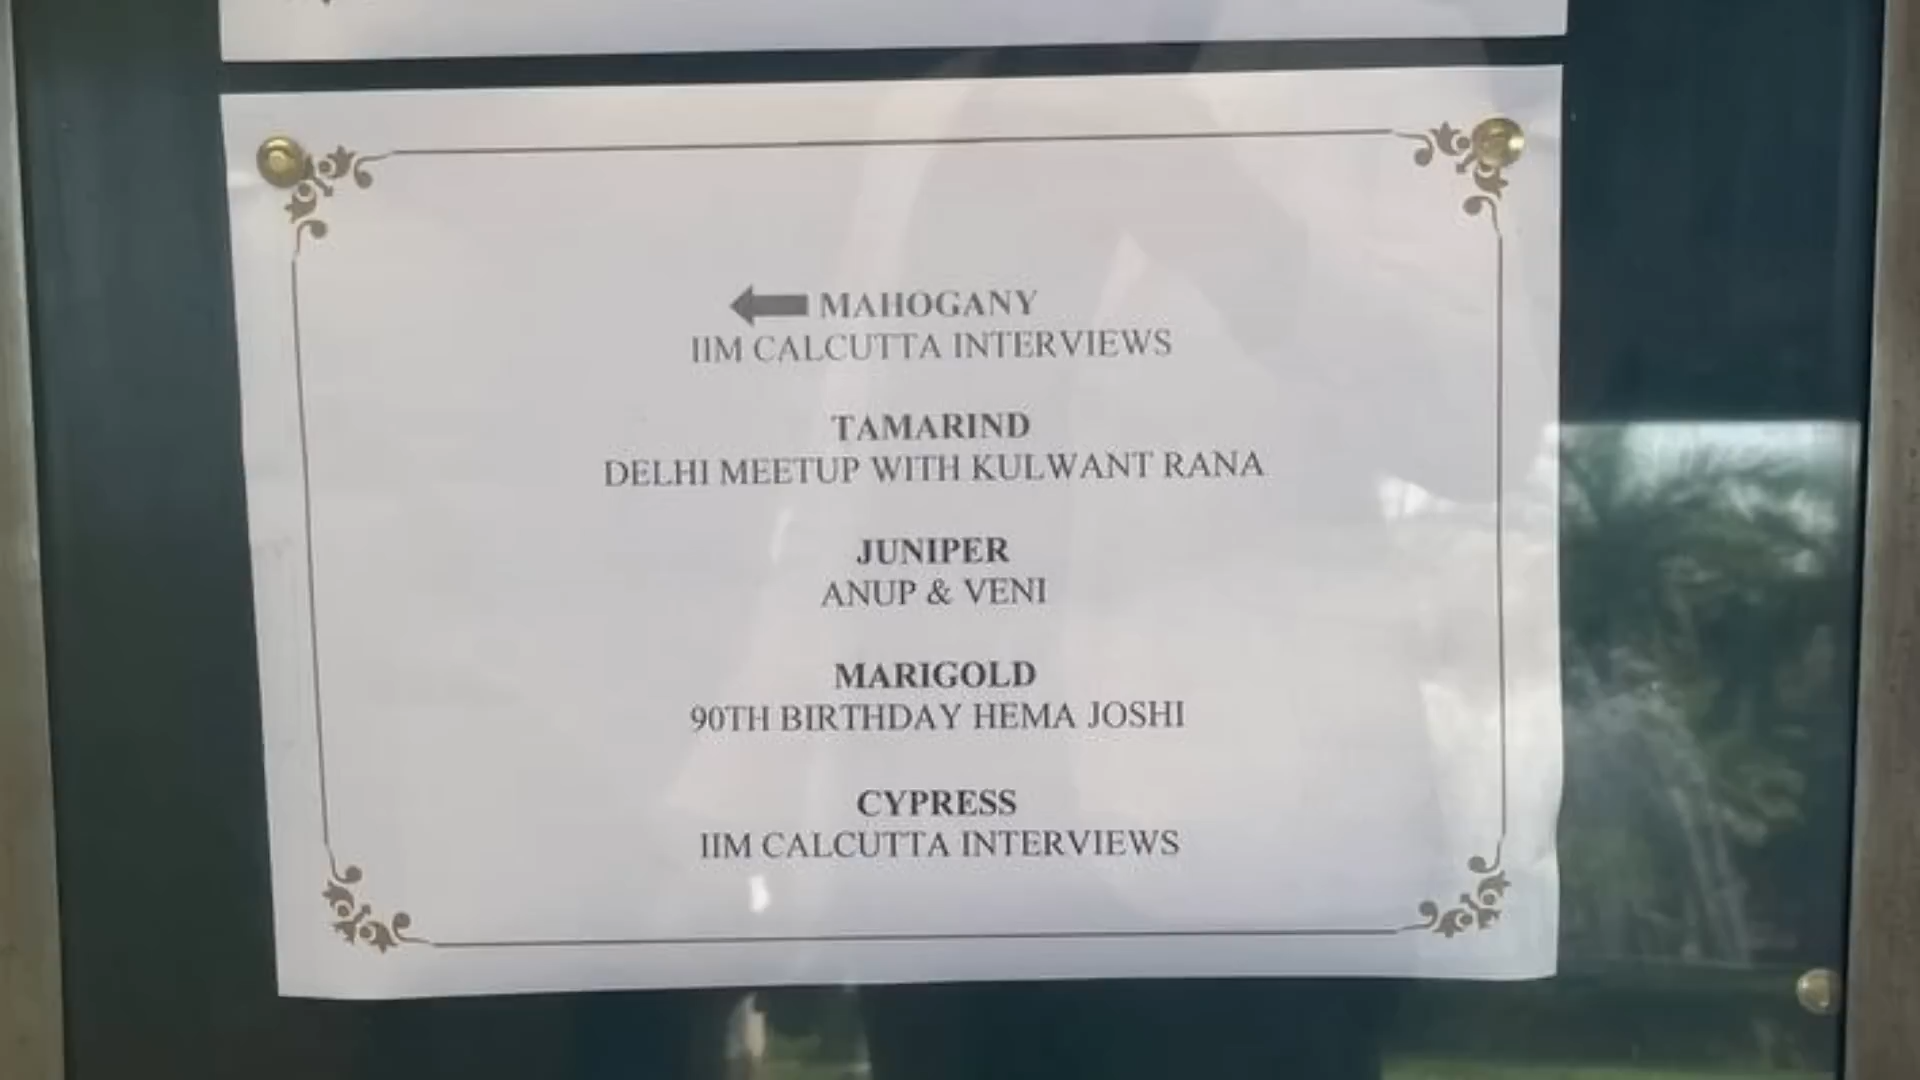 MAHOGANY
IIM CALCUTTA INTERVIEWS
TAMARIND
DELHI MEETUP WITH KULWANT RANA
JUNIPER
ANUP & VENI
MARIGOLD
90TH BIRTHDAY HEMA JOSHI
CYPRESS
IIM CALCUTTA INTERVIEWS